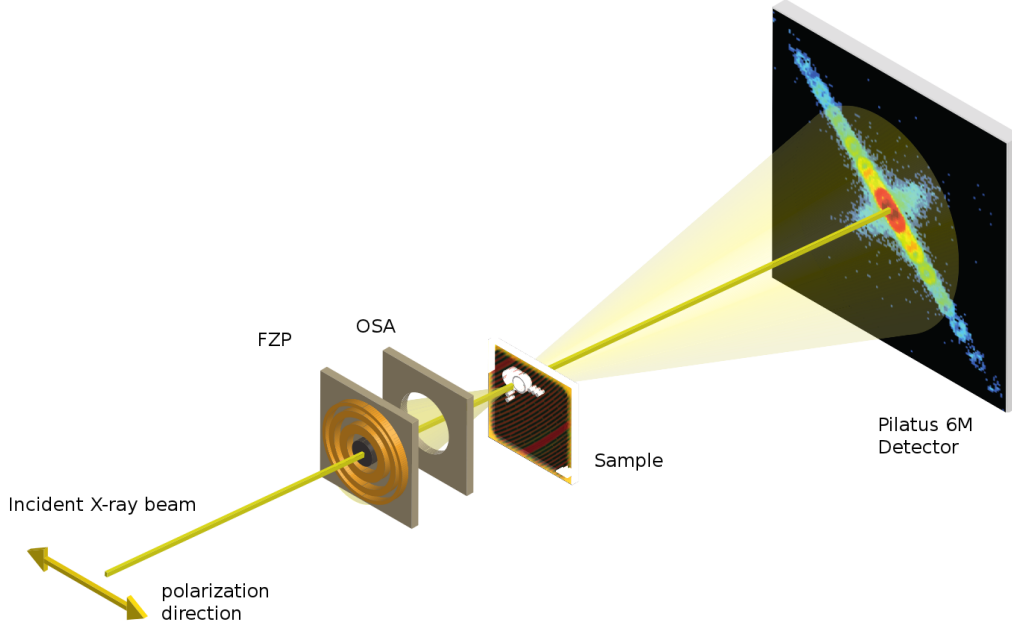 OSA
FZP
Pilatus 6M
Detector
Sample
Incident X-ray beam
polarization
direction